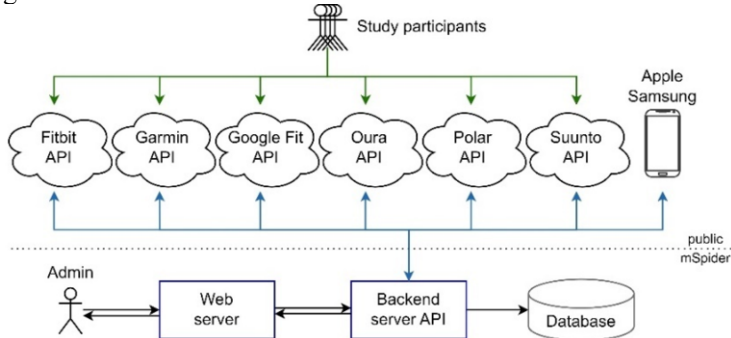 g
Study participants
Apple
Samsung
Fitbit
API
Garmin
API
Google Fit
API
Oura
API
Polar
API
Suunto
API
public
mSpider
Admin
Web
server
Backend
server API
Database